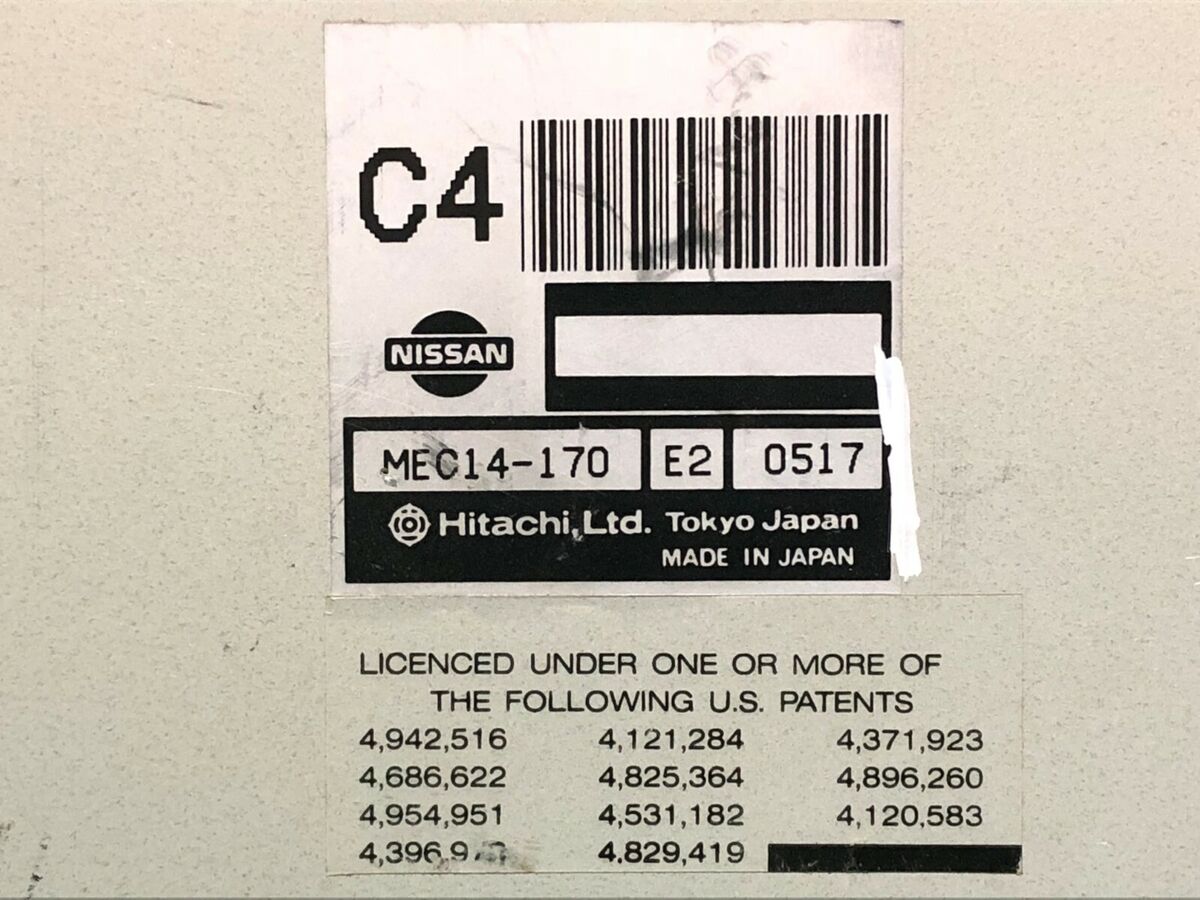 C4
NISSAN
MEC14-170 E2 0517
Hitachi, Ltd. Tokyo Japan
MADE IN JAPAN
LICENCED UNDER ONE OR MORE OF
THE FOLLOWING U.S. PATENTS
4,942,516 4,121,284 4,371,923
4,686,622 4,825,364 4,896,260
4,954,951 4,531,182 4,120,583
4.829,419